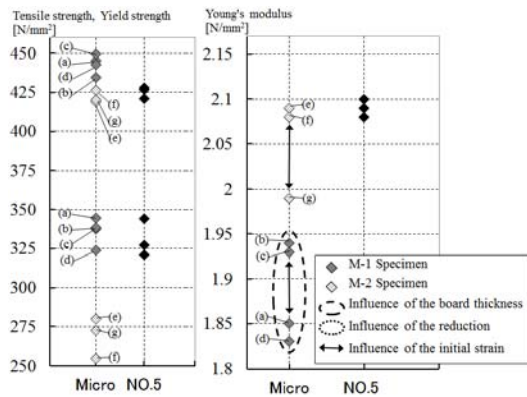 Tensile strength, Yield strength
[N/mm²]
450
425
400
375
350
325
300
275
250
(c)
(a)
(d)
(b)
(f)
(g)
(e)
(a)
(b)
(c)
(d)
(e)
(g)
(f)
Micro NO.5
Young's modulus
[N/mm²]
2.15
2.1
2.05
2
1.95
1.9
1.85
1.8
(e)
(f)
(g)
(b)
(c)
(a)
(d)
Micro NO.5
M-1 Specimen
M-2 Specimen
Influence of the board thickness
Influence of the reduction
Influence of the initial strain